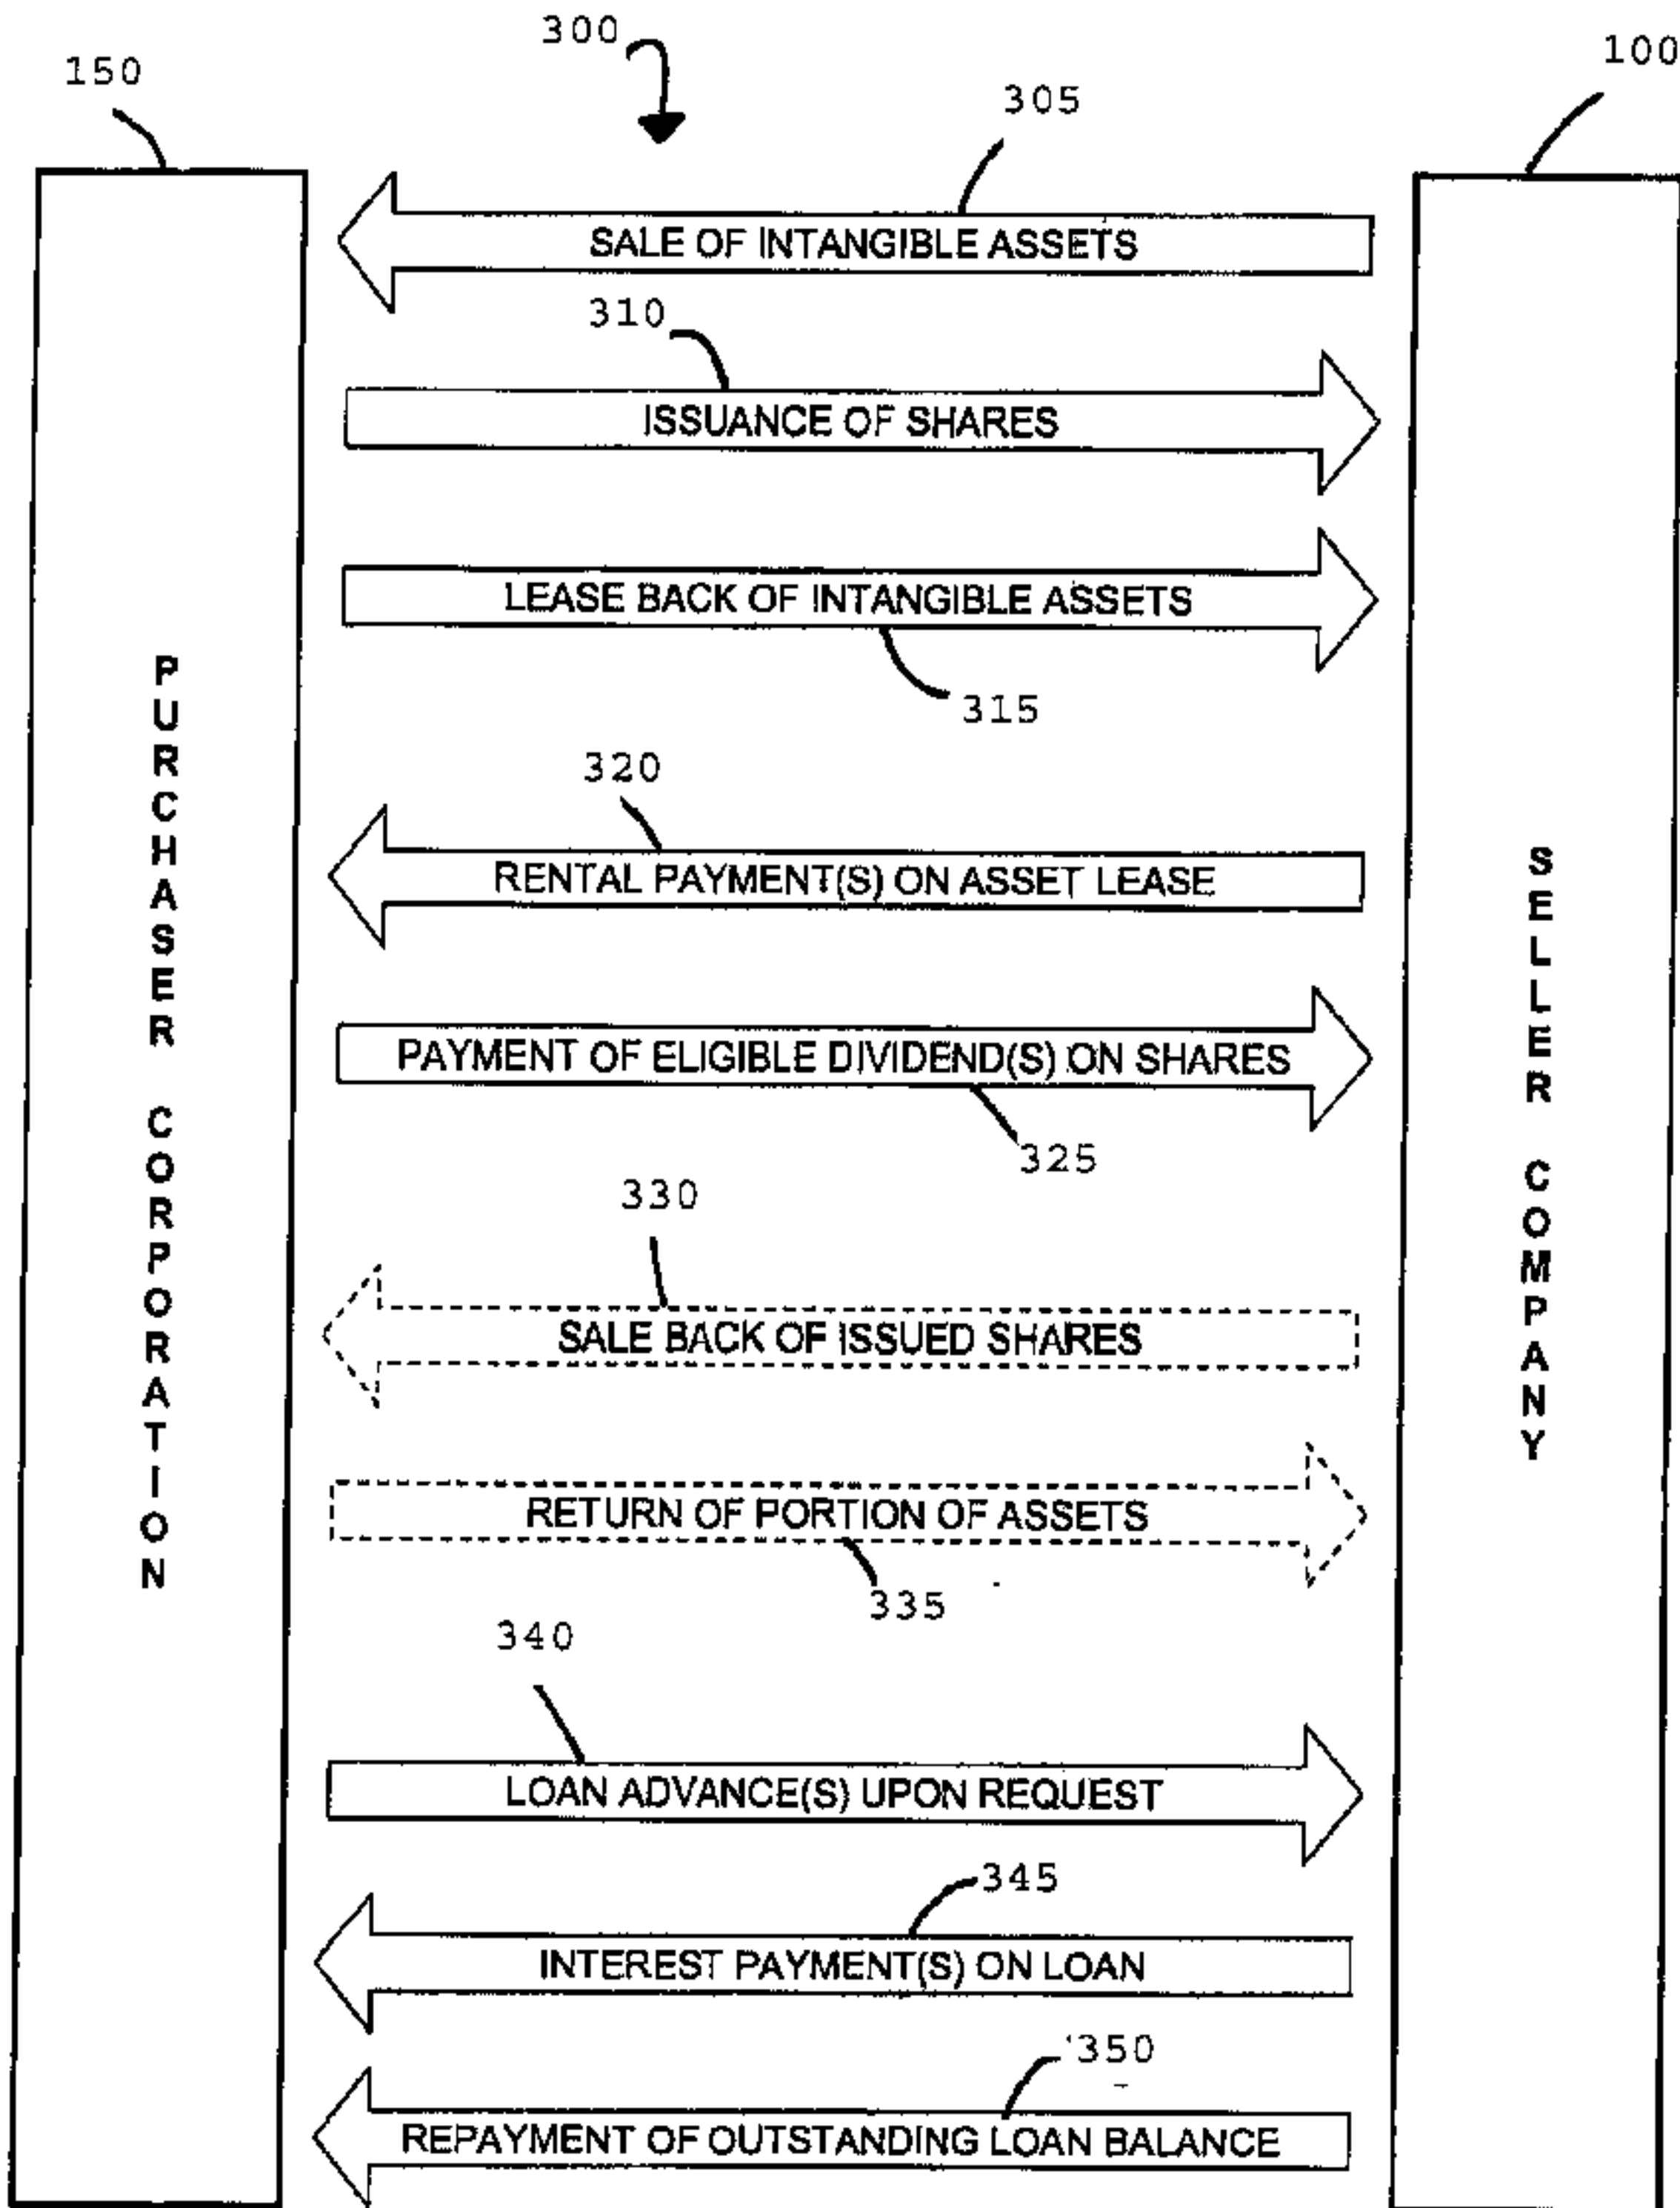 300
150
100
305
SALE OF INTANGIBLE ASSETS
310
ISSUANCE OF SHARES
LEASE BACK OF INTANGIBLE ASSETS
315
320
RENTAL PAYMENT(S) ON ASSET LEASE
PAYMENT OF ELIGIBLE DIVIDEND(S) ON SHARES
325
330
SALE BACK OF ISSUED SHARES
RETURN OF PORTION OF ASSETS
335
340
LOAN ADVANCE(S) UPON REQUEST
345
INTEREST PAYMENT(S) ON LOAN
350
REPAYMENT OF OUTSTANDING LOAN BALANCE
PURCHASER CORPORATION
SELLER COMPANY